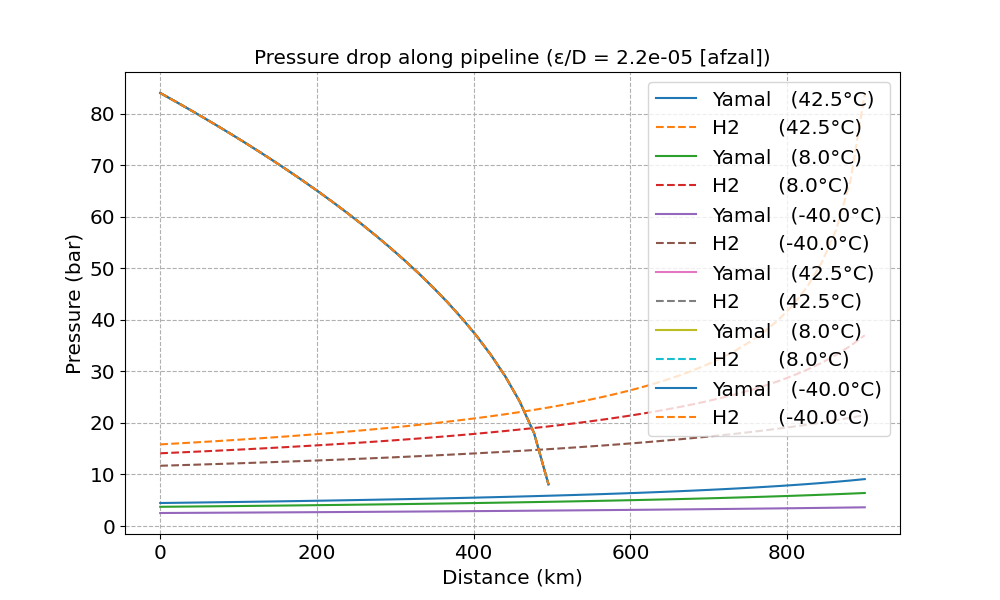 Pressure drop along pipeline (ε/D = 2.2e-05 [afzal])
Pressure (bar)
80
70
60
50
40
30
20
10
0
Yamal (42.5°C)
H2 (42.5°C)
Yamal (8.0°C)
H2 (8.0°C)
Yamal (-40.0°C)
H2 (-40.0°C)
Yamal (42.5°C)
H2 (42.5°C)
Yamal (8.0°C)
H2 (8.0°C)
Yamal (-40.0°C)
H2 (-40.0°C)
0 200 400 600 800
Distance (km)